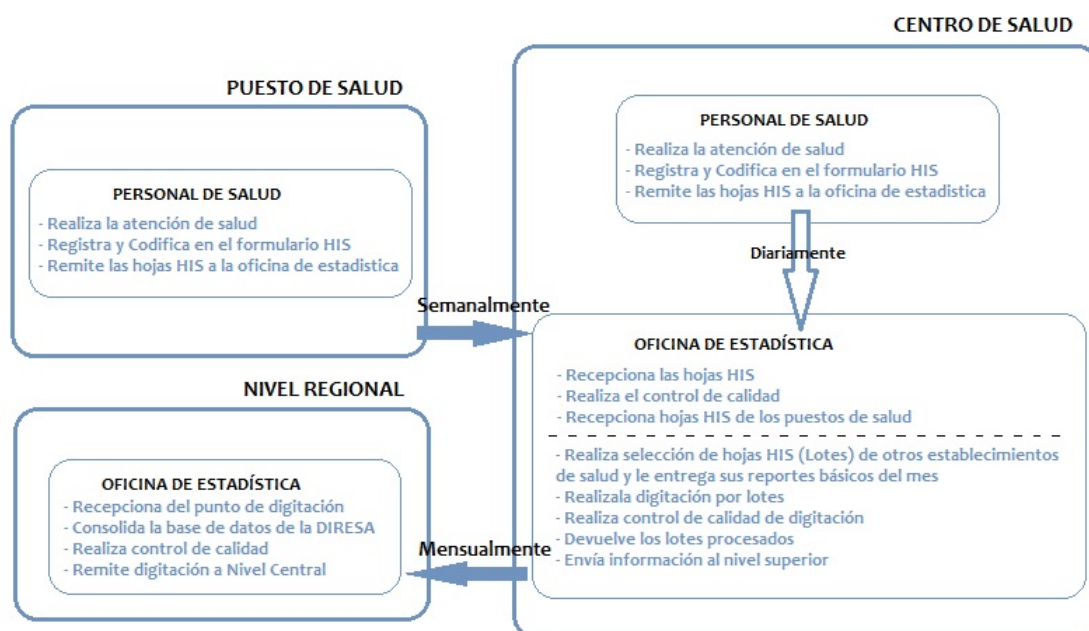 CENTRO DE SALUD
PERSONAL DE SALUD
- Realiza la atención de salud
- Registra y Codifica en el formulario HIS
- Remite las hojas HIS a la oficina de estadistica
Diariamente
PUESTO DE SALUD
PERSONAL DE SALUD
- Realiza la atención de salud
- Registra y Codifica en el formulario HIS
- Remite las hojas HIS a la oficina de estadistica
Semanalmente
OFICINA DE ESTADÍSTICA
- Recepciona las hojas HIS
- Realiza el control de calidad
- Recepciona hojas HIS de los puestos de salud
- Realiza selección de hojas HIS (Lotes) de otros establecimientos
de salud y le entrega sus reportes básicos del mes
- Realizala digitación por lotes
- Realiza control de calidad de digitación
- Devuelve los lotes procesados
- Envía información al nivel superior
Mensualmente
NIVEL REGIONAL
OFICINA DE ESTADÍSTICA
- Recepciona del punto de digitación
- Consolida la base de datos de la DIRESA
- Realiza control de calidad
- Remite digitación a Nivel Central